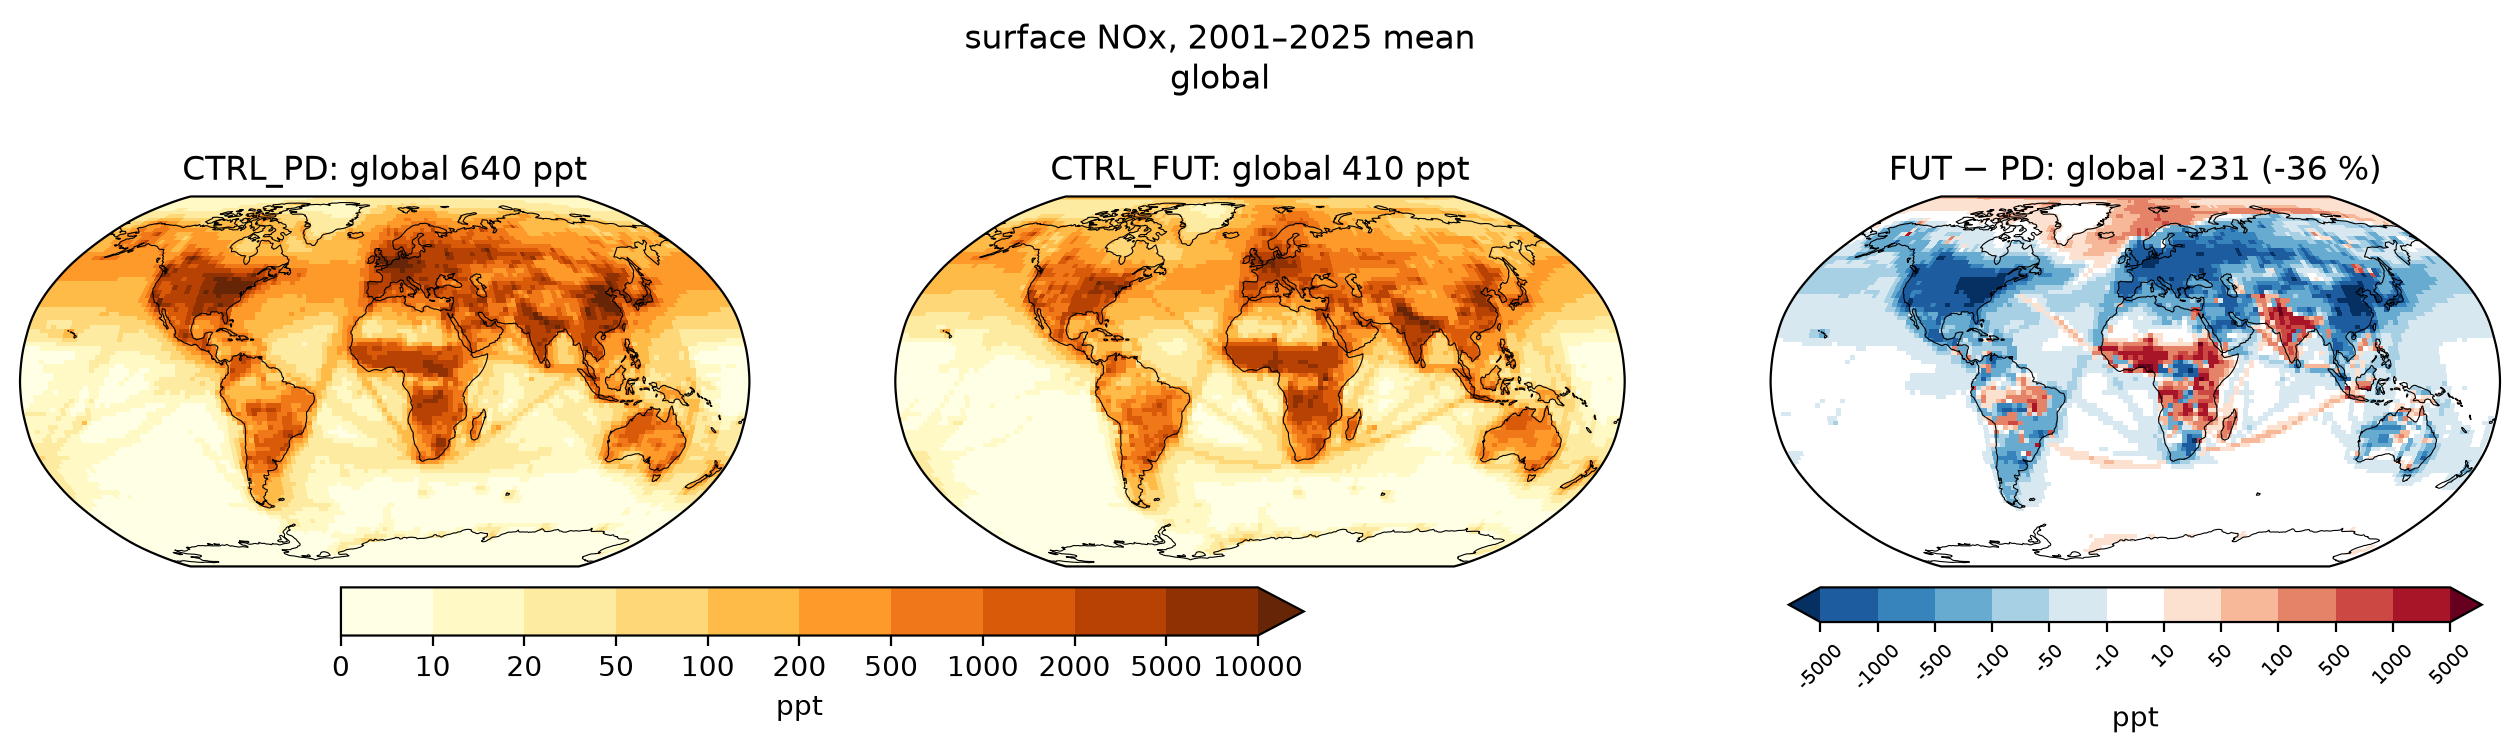 surface NOx, 2001–2025 mean
global
CTRL_PD: global 640 ppt
CTRL_FUT: global 410 ppt
FUT − PD: global -231 (-36 %)
0 10 20 50 100 200 500 1000 2000 5000 10000
ppt
-5000 -1000 -500 -100 -50 -10 10 50 100 500 1000 5000
ppt